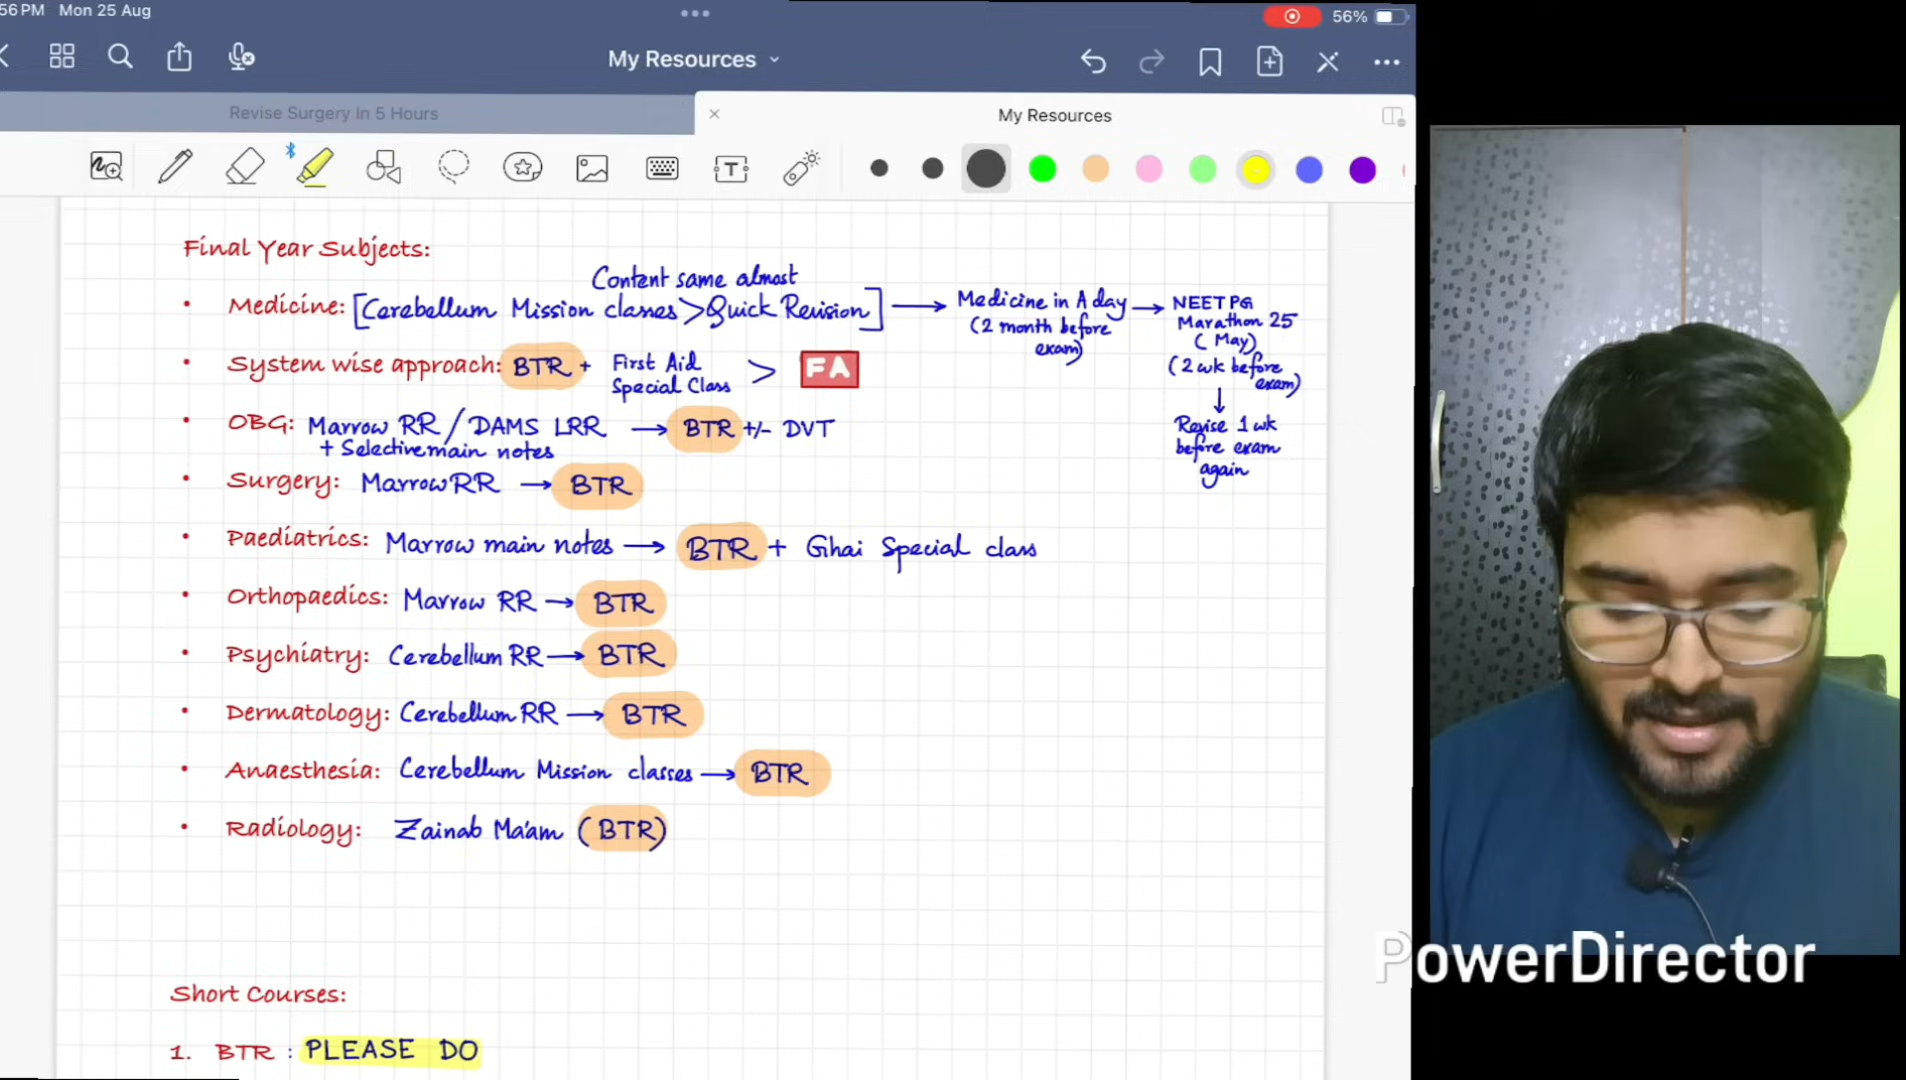 56 PM Mon 25 Aug
56%
My Resources
Revise Surgery In 5 Hours
My Resources
Final Year Subjects:
Content same almost
• Medicine: [Cerebellum Mission classes > Quick Revision] → Medicine in A day → NEET PG
(2 month before exam)
Marathon 25
(May)
(2 wk before exam)
↓
Revise 1 wk before exam again
• System wise approach: BTR + First Aid Special Class > FA
• OBG: Marrow RR / DAMS LRR → BTR +/- DVT
+ Selective main notes
• Surgery: Marrow RR → BTR
• Paediatrics: Marrow main notes → BTR + Ghai Special class
• Orthopaedics: Marrow RR → BTR
• Psychiatry: Cerebellum RR → BTR
• Dermatology: Cerebellum RR → BTR
• Anaesthesia: Cerebellum Mission classes → BTR
• Radiology: Zainab Ma'am (BTR)
Short Courses:
1. BTR : PLEASE DO
PowerDirector